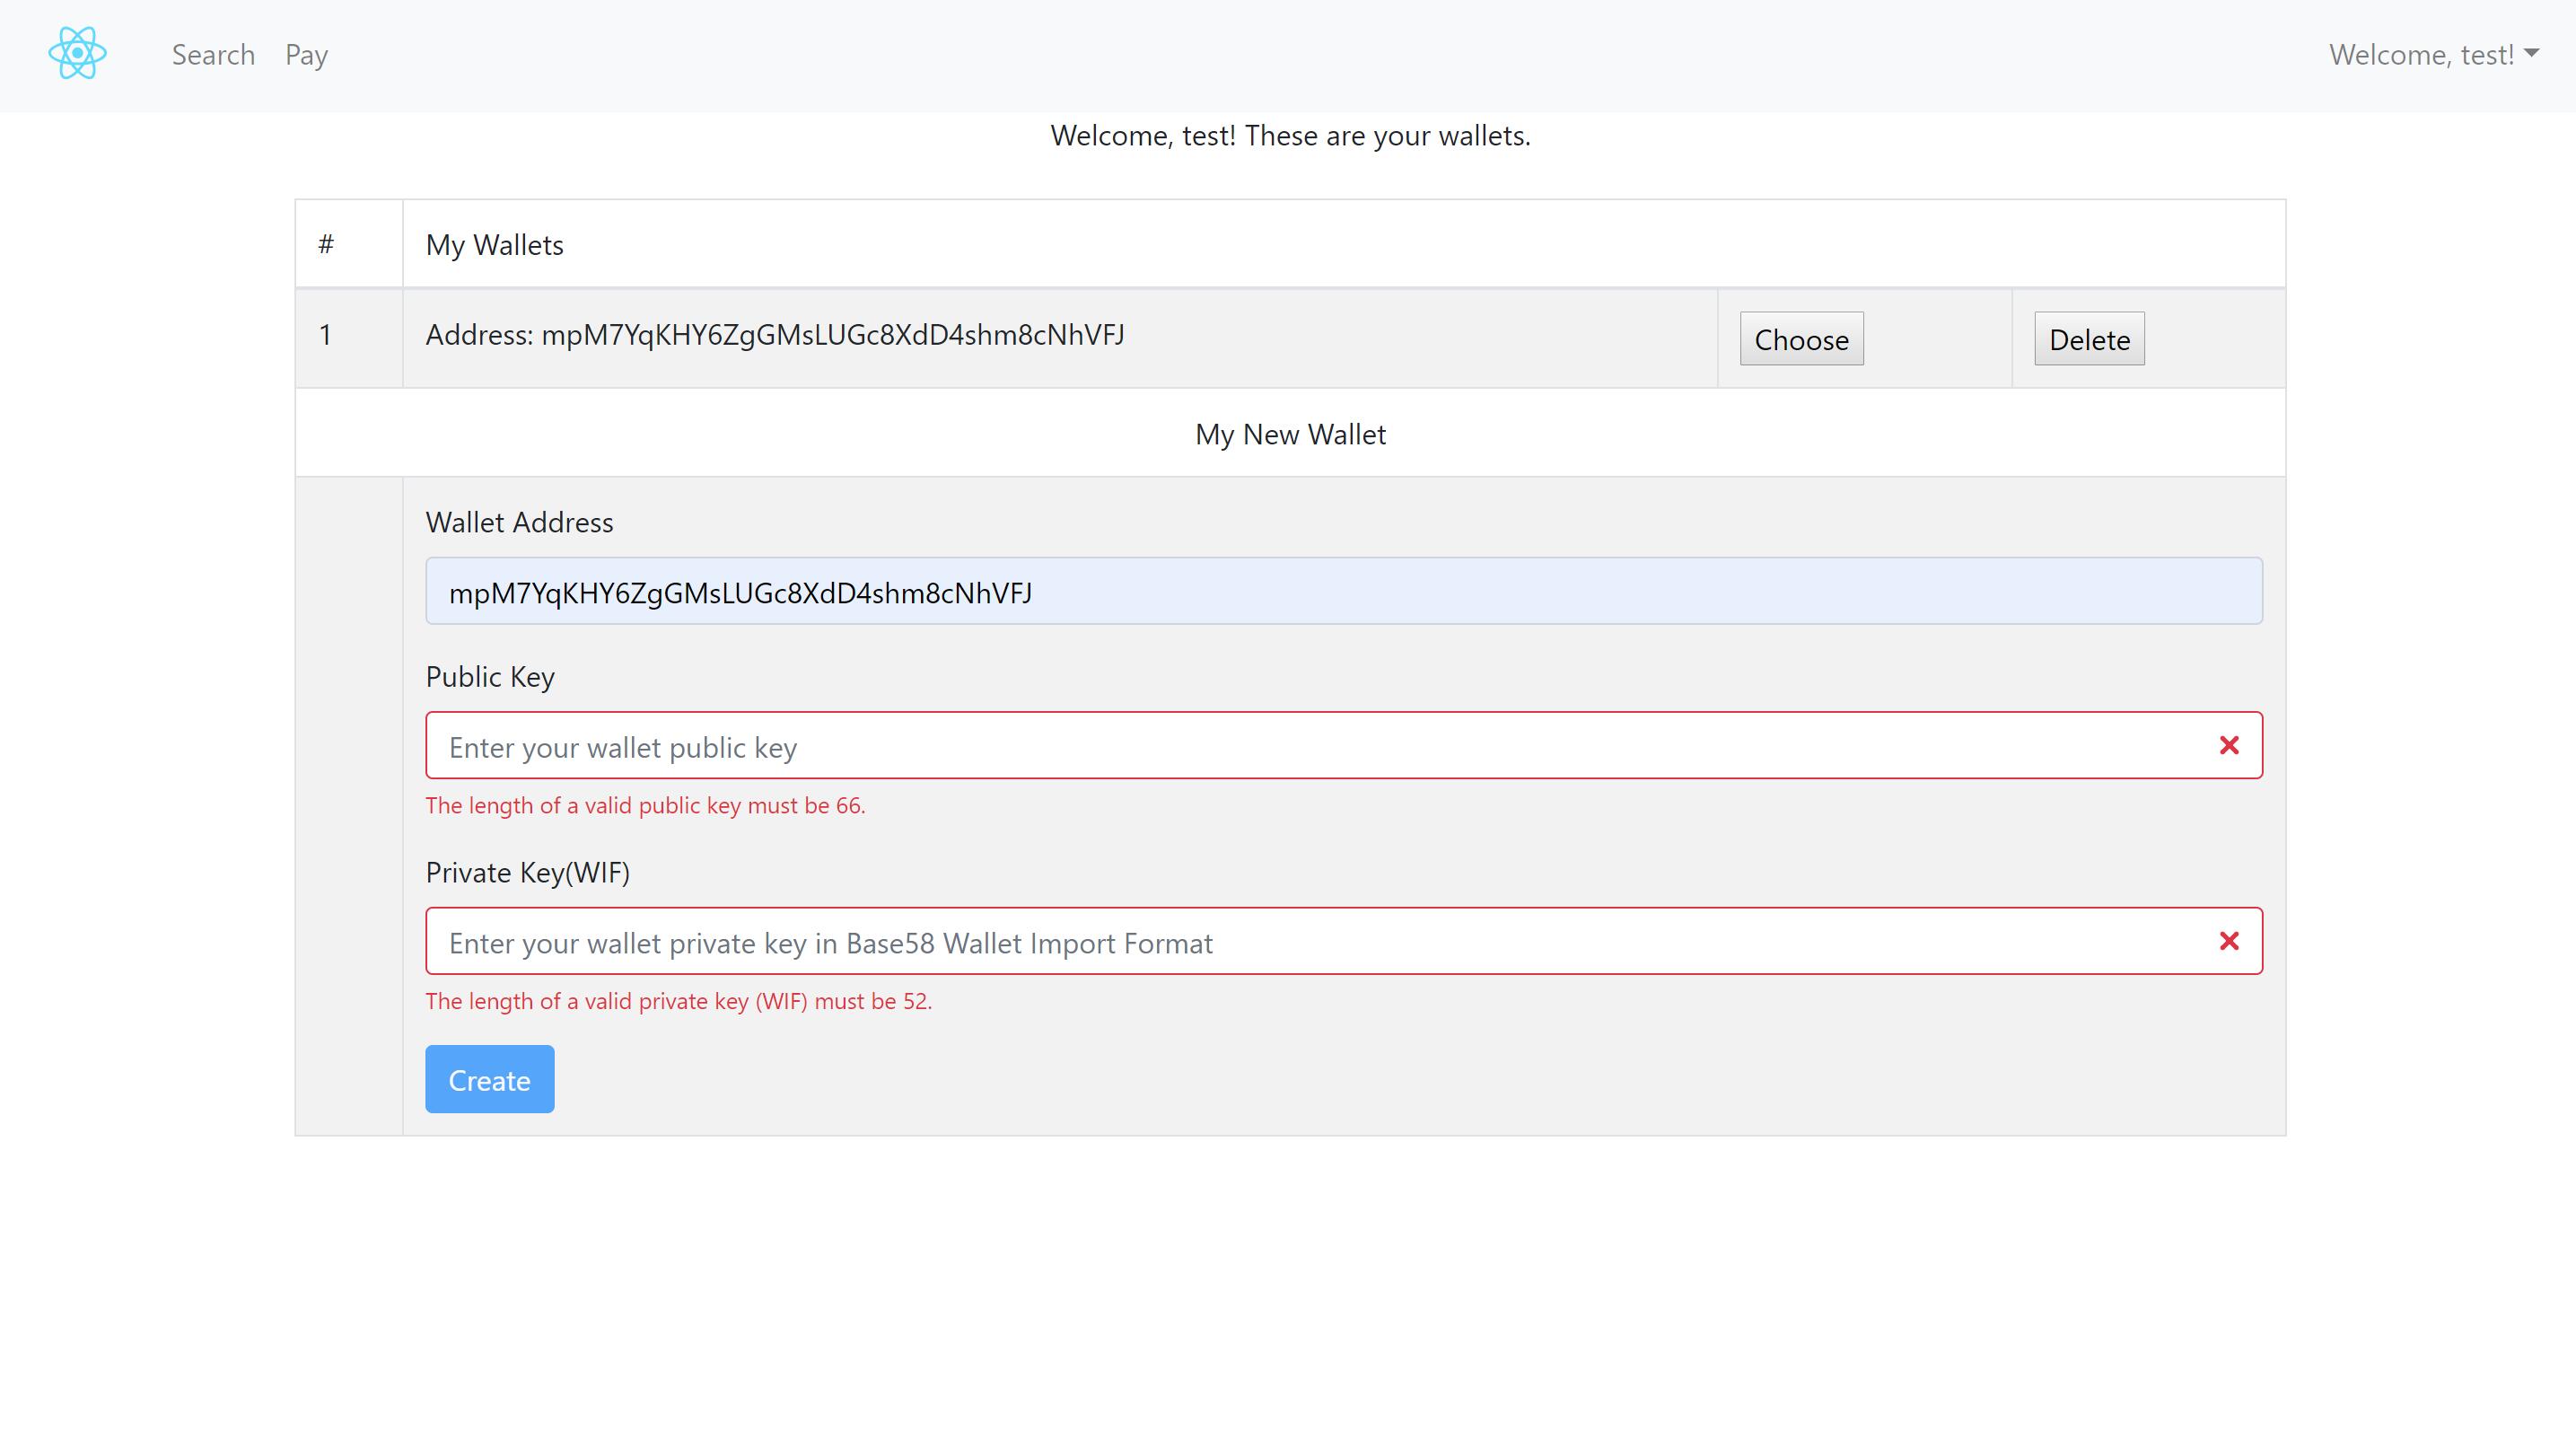 Search Pay Welcome, test!
Welcome, test! These are your wallets.
# My Wallets
1 Address: mpM7YqKHY6ZgGMsLUGc8XdD4shm8cNhVFJ Choose Delete
My New Wallet
Wallet Address
mpM7YqKHY6ZgGMsLUGc8XdD4shm8cNhVFJ
Public Key
Enter your wallet public key
The length of a valid public key must be 66.
Private Key(WIF)
Enter your wallet private key in Base58 Wallet Import Format
The length of a valid private key (WIF) must be 52.
Create